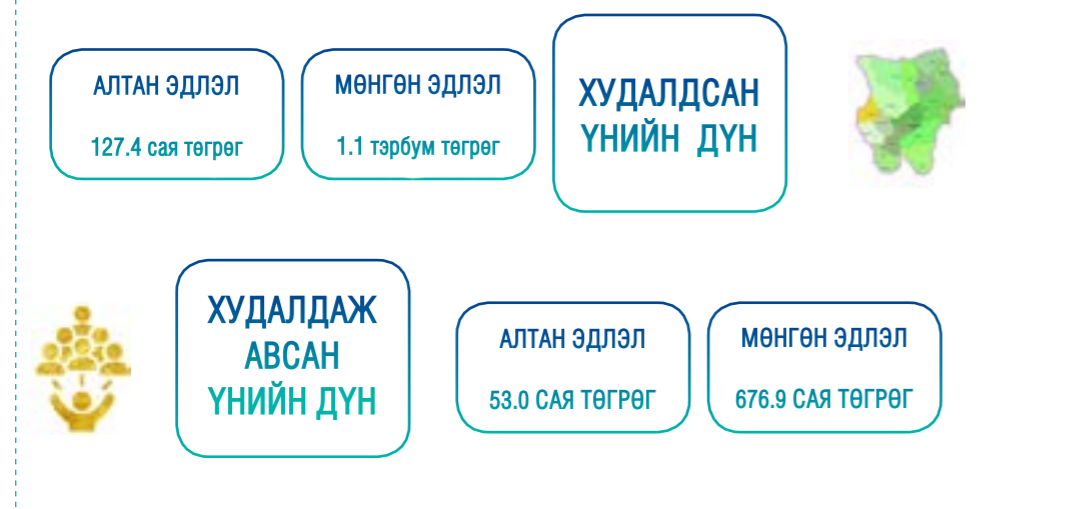 АЛТАН ЭДЛЭЛ
127.4 сая төгрөг
МӨНГӨН ЭДЛЭЛ
1.1 тэрбум төгрөг
ХУДАЛДСАН
ҮНИЙН ДҮН
ХУДАЛДАЖ
АВСАН
ҮНИЙН ДҮН
АЛТАН ЭДЛЭЛ
53.0 САЯ ТӨГРӨГ
МӨНГӨН ЭДЛЭЛ
676.9 САЯ ТӨГРӨГ